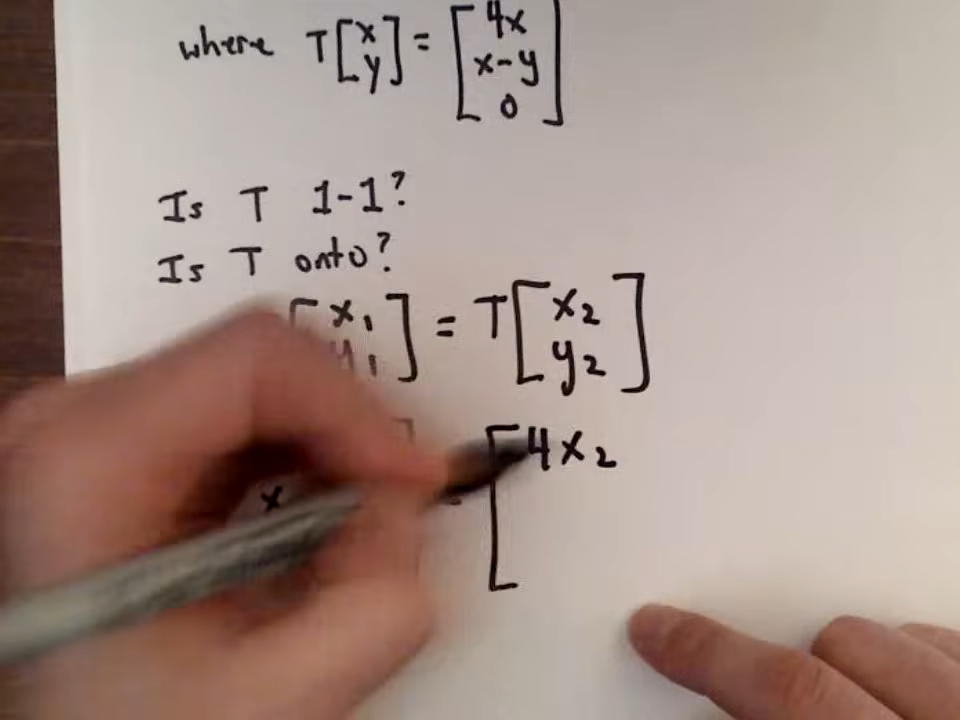 where T[x y] = [4x x-y 0]
Is T 1-1?
Is T onto?
[x₁ y₁] = T[x₂ y₂]
x = [4x₂